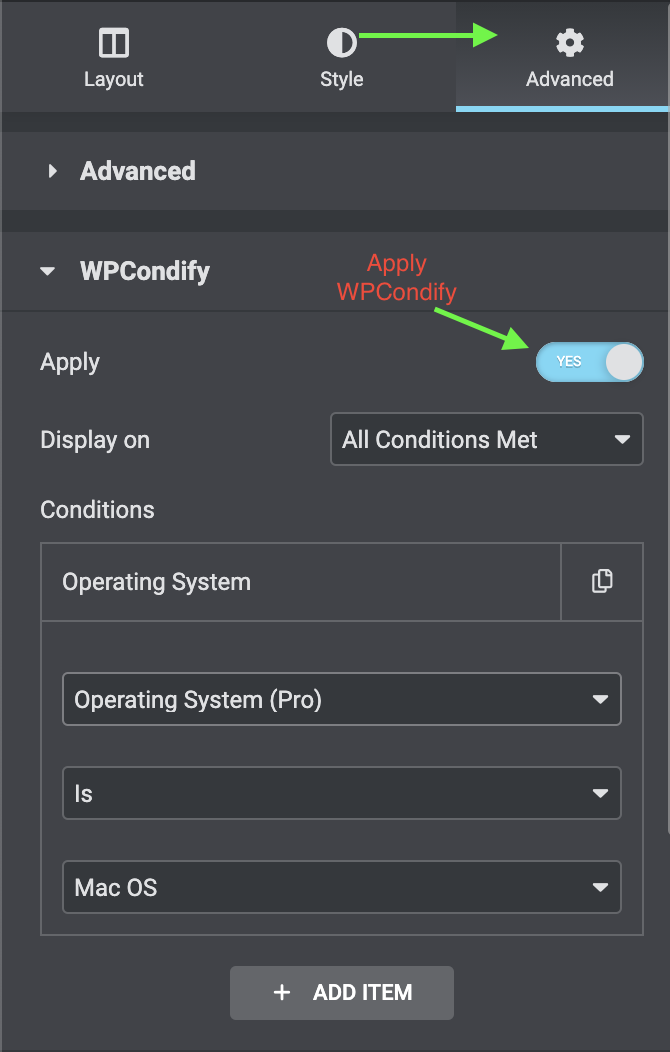 Layout
Style
Advanced
Advanced
WPCondify
Apply
WPCondify
Apply
YES
Display on
All Conditions Met
Conditions
Operating System
Operating System (Pro)
Is
Mac OS
+ ADD ITEM